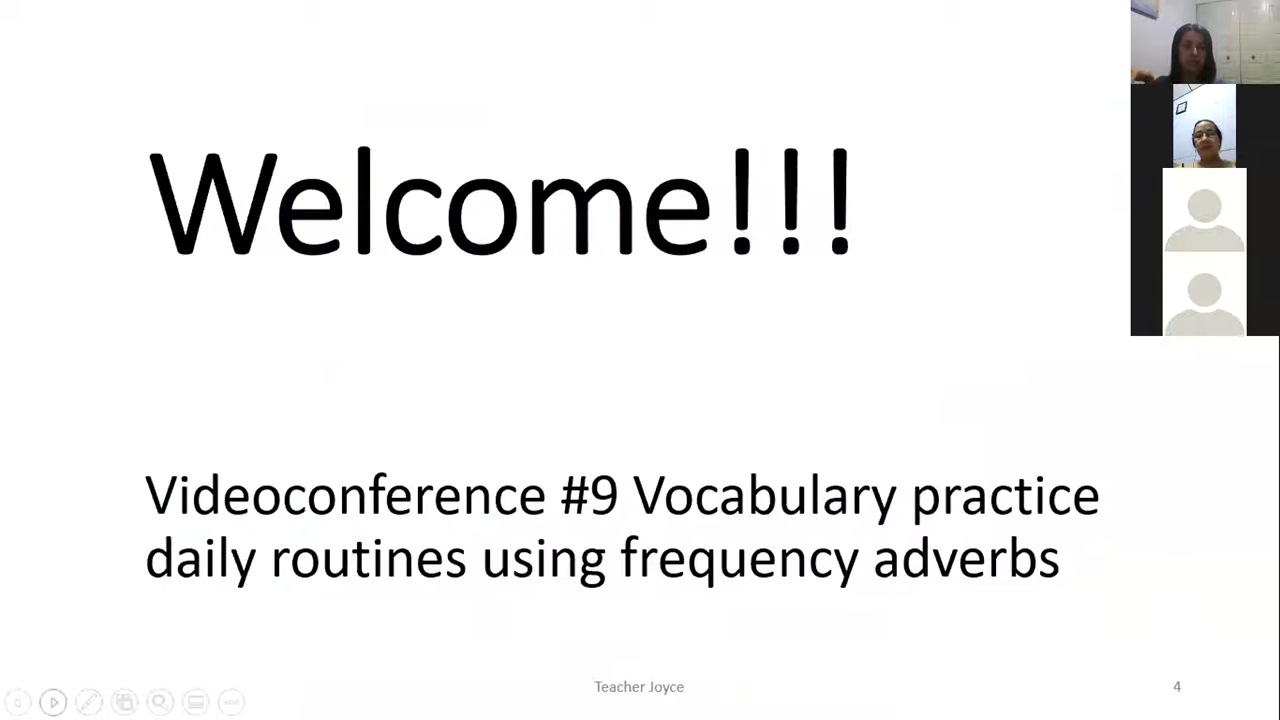 Welcome!!!
Videoconference #9 Vocabulary practice
daily routines using frequency adverbs
Teacher Joyce
4